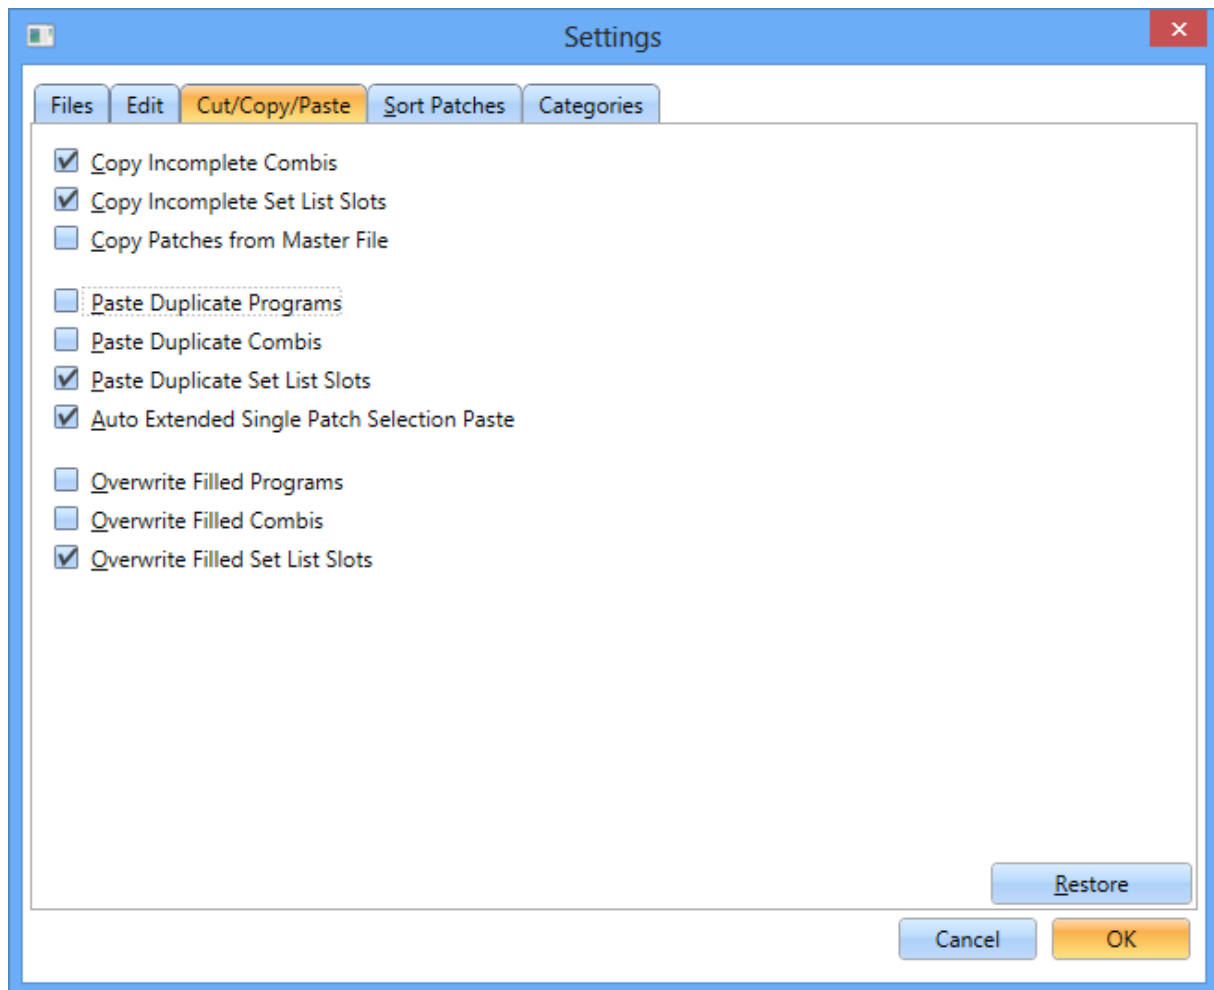 Settings
Files Edit Cut/Copy/Paste Sort Patches Categories
Copy Incomplete Combis
Copy Incomplete Set List Slots
Copy Patches from Master File
Paste Duplicate Programs
Paste Duplicate Combis
Paste Duplicate Set List Slots
Auto Extended Single Patch Selection Paste
Overwrite Filled Programs
Overwrite Filled Combis
Overwrite Filled Set List Slots
Restore
Cancel OK